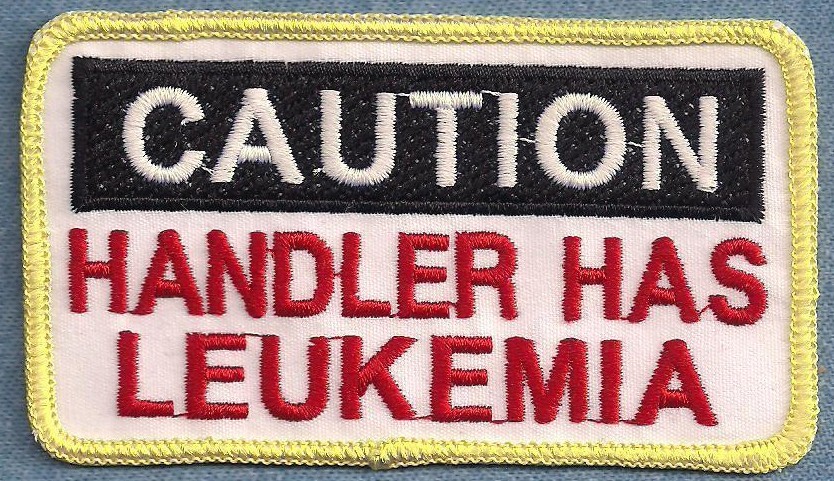 CAUTION
HANDLER HAS
LEUKEMIA